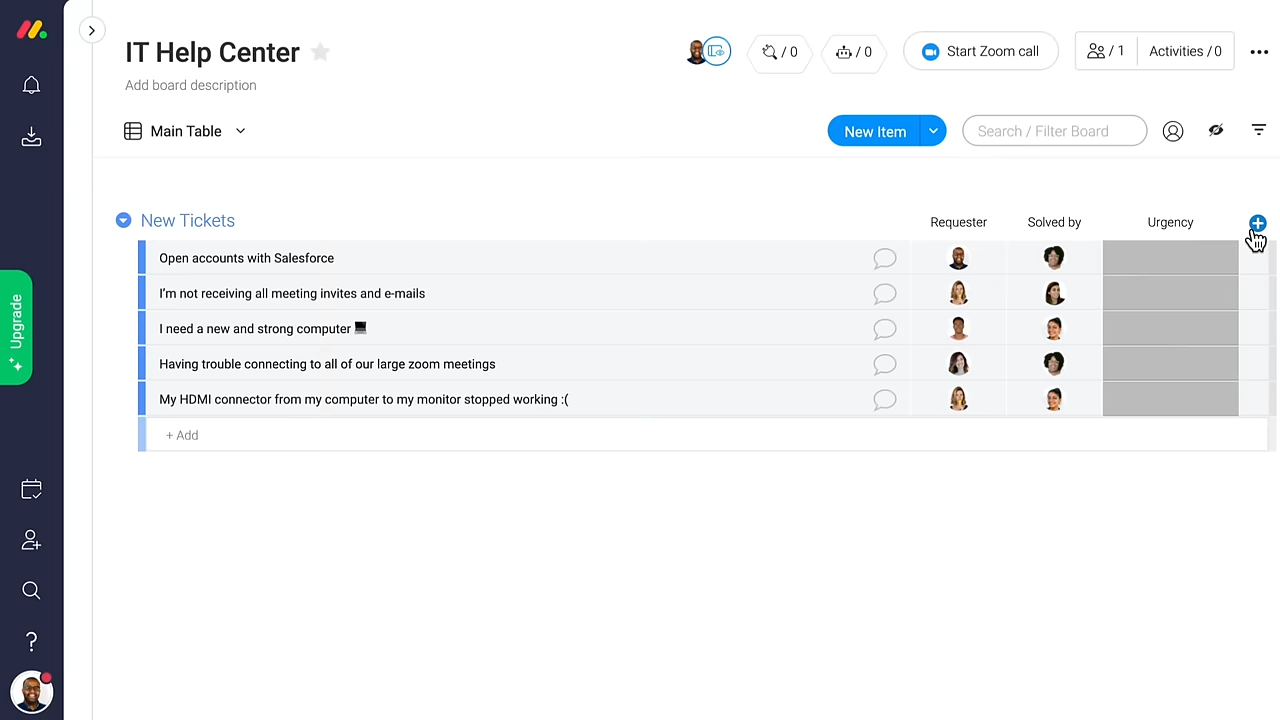 IT Help Center
Add board description
/ 0
/ 0
Start Zoom call
/ 1
Activities / 0
Main Table
New Item
Search / Filter Board
New Tickets
Requester
Solved by
Urgency
Open accounts with Salesforce
I'm not receiving all meeting invites and e-mails
I need a new and strong computer
Having trouble connecting to all of our large zoom meetings
My HDMI connector from my computer to my monitor stopped working :(
+ Add
Upgrade